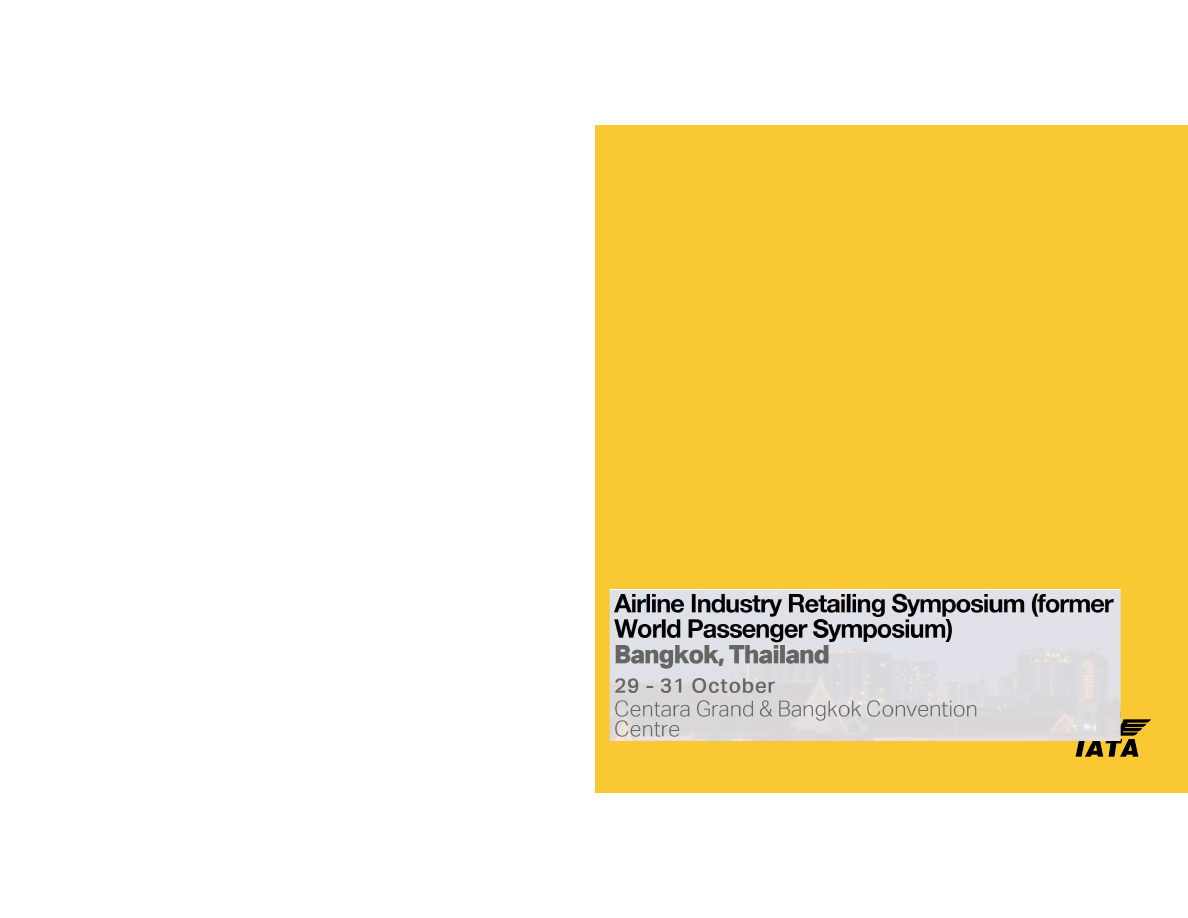 Airline Industry Retailing Symposium (former
World Passenger Symposium)
Bangkok, Thailand
29 - 31 October
Centara Grand & Bangkok Convention
Centre
IATA